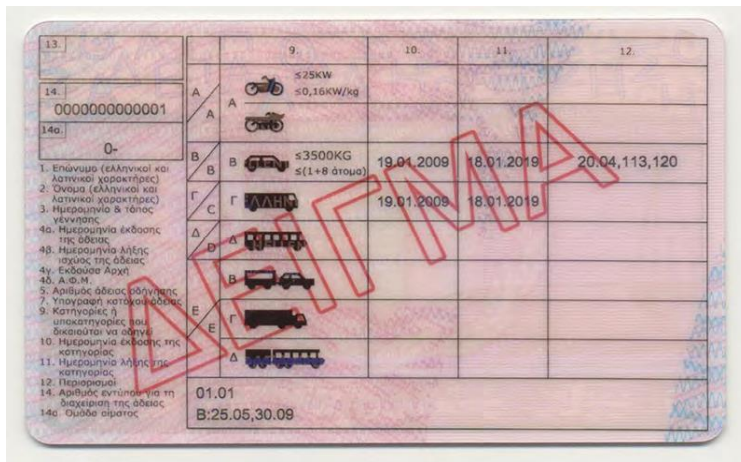 13.
14.
0000000000001
14α.
0-
1. Επώνυμο (ελληνικοί και
λατινικοί χαρακτήρες)
2. Όνομα (ελληνικοί και
λατινικοί χαρακτήρες)
3. Ημερομηνία & τόπος
γέννησης
4α. Ημερομηνία έκδοσης
της άδειας
4β. Ημερομηνία λήξης
ισχύος της άδειας
4γ. Εκδούσα Αρχή
4δ. Α.Φ.Μ.
5. Αριθμός άδειας οδήγησης
7. Υπογραφή κατόχου άδειας
9. Κατηγορίες ή
υποκατηγορίες που
δικαιούται να οδηγεί
10. Ημερομηνία έκδοσης της
κατηγορίας
11. Ημερομηνία λήξης της
κατηγορίας
12. Περιορισμοί
14. Αριθμός εντύπου για τη
διαχείριση της άδειας
14α. Ομάδα αίματος
9. 10. 11. 12.
A / A A ≤25KW
≤0,16KW/kg
B / B B ≤3500KG 19.01.2009 18.01.2019 20.04,113,120
≤(1+8 άτομα)
Γ / C Γ ΕΛΛΗΝ 19.01.2009 18.01.2019
Δ / D Δ HELLE
B
E / E Γ
Δ
01.01
B:25.05,30.09
ΔΕΙΓΜΑ